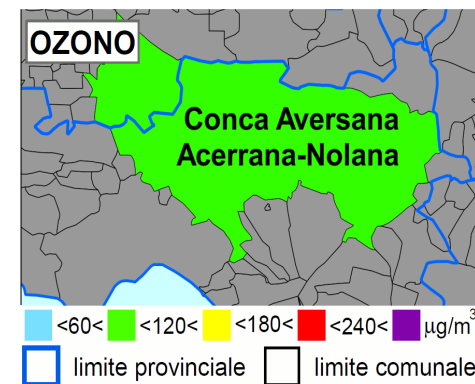 OZONO
Conca Aversana
Acerrana-Nolana
<60< <120< <180< <240< µg/m³
limite provinciale limite comunale